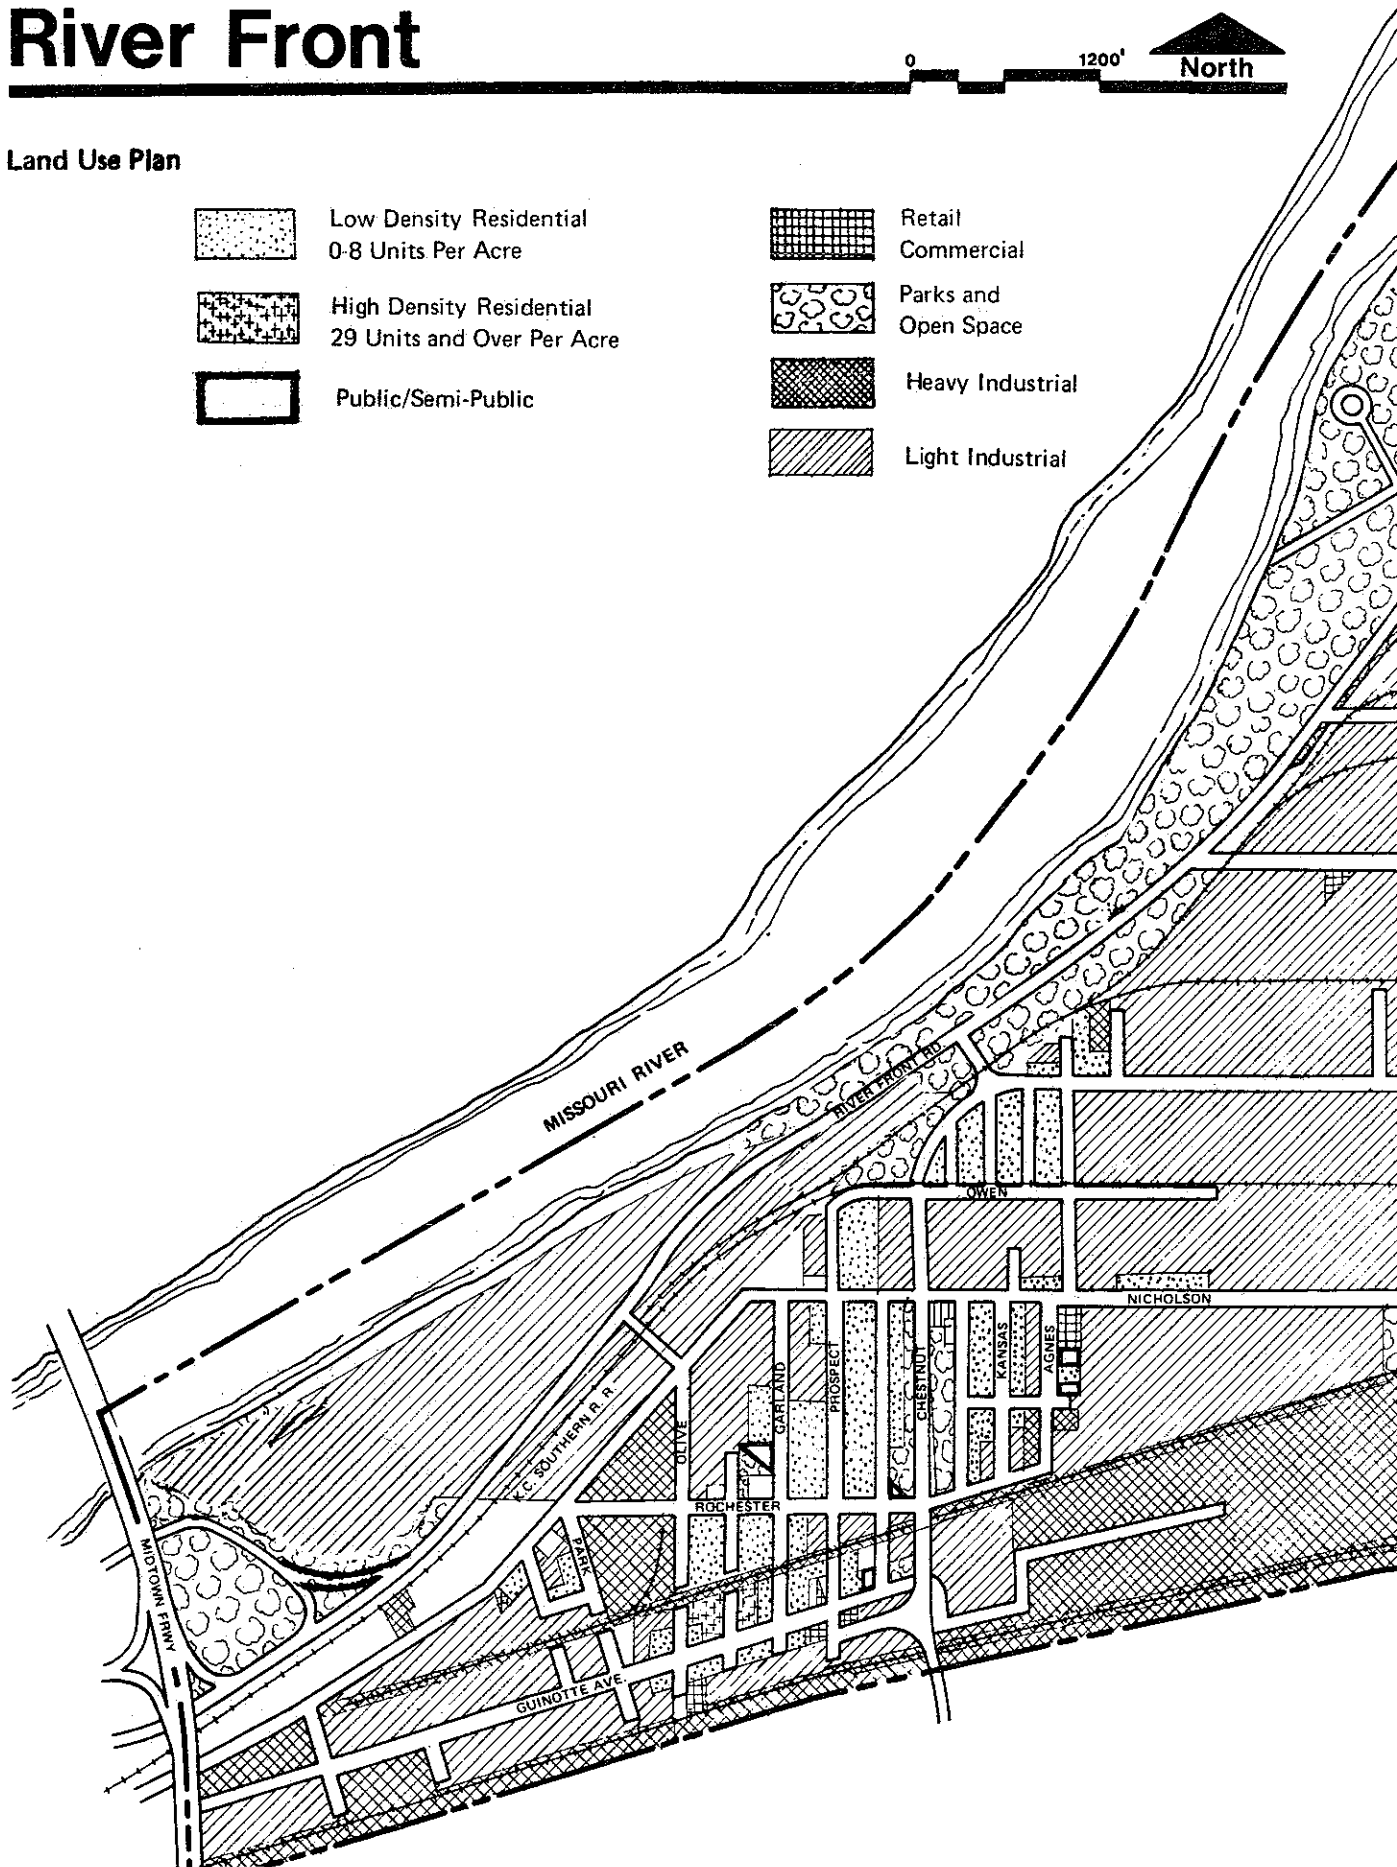 River Front
0 1200'
North
Land Use Plan
Low Density Residential
0-8 Units Per Acre
High Density Residential
29 Units and Over Per Acre
Public/Semi-Public
Retail
Commercial
Parks and
Open Space
Heavy Industrial
Light Industrial
MISSOURI RIVER
RIVER FRONT RD.
OWEN
NICHOLSON
KANSAS
AGNES
CHESTNUT
PROSPECT
GARLAND
OLIVE
K.C. SOUTHERN R. R.
ROCHESTER
PARK
MIDTOWN FRWY
GUINOTTE AVE.